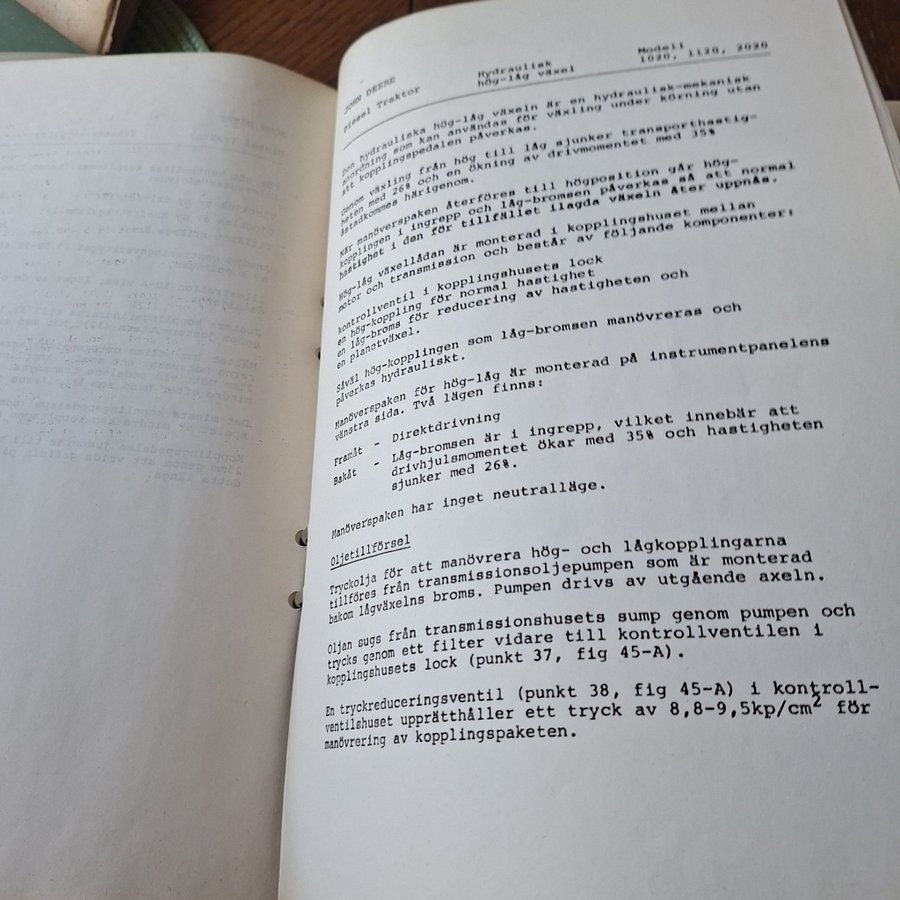 JOHN DEERE
Diesel Traktor
Hydraulisk
hög-låg växel
Modell
1020, 1120, 2020
Den hydrauliska hög-låg växeln är en hydraulisk-mekanisk
anordning som kan användas för växling under körning utan
att kopplingspedalen påverkas.
Genom växling från hög till låg sjunker transporthastig-
heten med 26% och en ökning av drivmomentet med 35%
åstadkommes härigenom.
När manöverspaken återföres till högposition går hög-
kopplingen i ingrepp och låg-bromsen påverkas så att normal
hastighet i den för tillfället ilagda växeln åter uppnås.
Hög-låg växellådan är monterad i kopplingshuset mellan
motor och transmission och består av följande komponenter:
kontrollventil i kopplingshusets lock
en hög-koppling för normal hastighet
en låg-broms för reducering av hastigheten och
en planetväxel.
Såväl hög-kopplingen som låg-bromsen manövreras och
påverkas hydrauliskt.
Manöverspaken för hög-låg är monterad på instrumentpanelens
vänstra sida. Två lägen finns:
Framåt - Direktdrivning
Bakåt - Låg-bromsen är i ingrepp, vilket innebär att
drivhjulsmomentet ökar med 35% och hastigheten
sjunker med 26%.
Manöverspaken har inget neutralläge.
Oljetillförsel
Tryckolja för att manövrera hög- och lågkopplingarna
tillföres från transmissionsoljepumpen som är monterad
bakom lågväxelns broms. Pumpen drivs av utgående axeln.
Oljan sugs från transmissionshusets sump genom pumpen och
trycks genom ett filter vidare till kontrollventilen i
kopplingshusets lock (punkt 37, fig 45-A).
En tryckreduceringsventil (punkt 38, fig 45-A) i kontroll-
ventilshuset upprätthåller ett tryck av 8,8-9,5kp/cm² för
manövrering av kopplingspaketen.